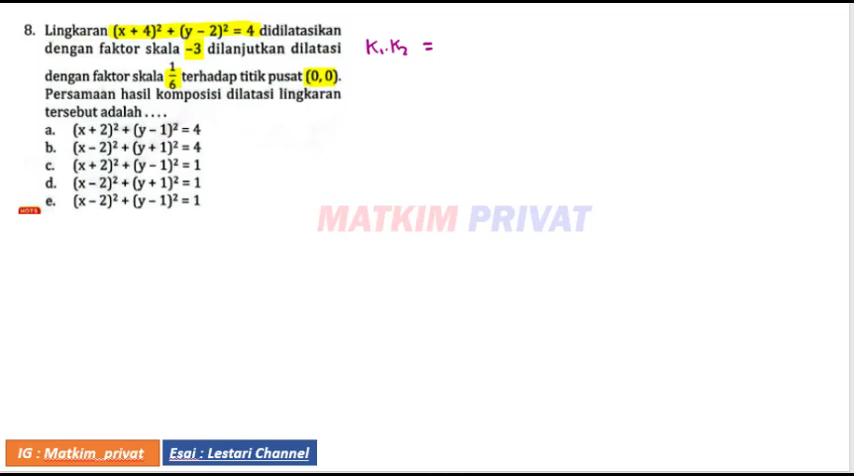 8. Lingkaran (x + 4)² + (y – 2)² = 4 didilatasikan
dengan faktor skala –3 dilanjutkan dilatasi
dengan faktor skala 1/6 terhadap titik pusat (0, 0).
Persamaan hasil komposisi dilatasi lingkaran
tersebut adalah . . . .
a. (x + 2)² + (y – 1)² = 4
b. (x – 2)² + (y + 1)² = 4
c. (x + 2)² + (y – 1)² = 1
d. (x – 2)² + (y + 1)² = 1
HOTS e. (x – 2)² + (y – 1)² = 1
K₁.K₂ =
MATKIM PRIVAT
IG : Matkim_privat
Esai : Lestari Channel